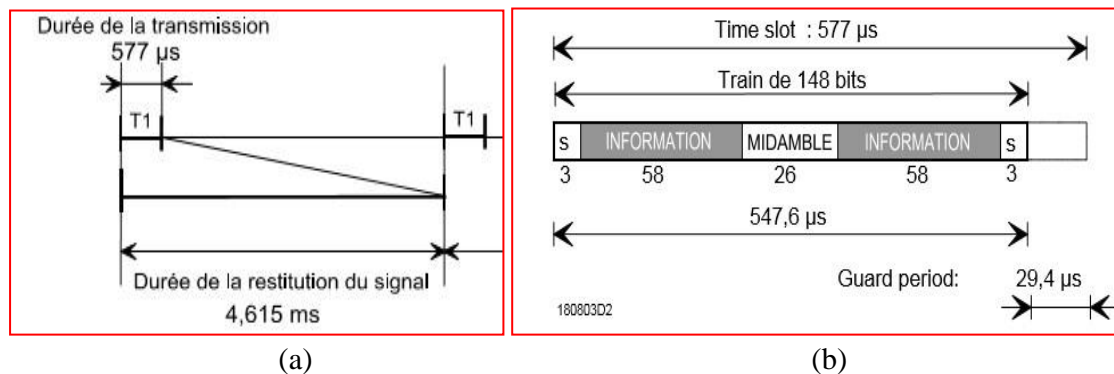 Durée de la transmission
577 µs
T1
T1
Durée de la restitution du signal
4,615 ms
(a)
Time slot : 577 µs
Train de 148 bits
s INFORMATION MIDAMBLE INFORMATION s
3 58 26 58 3
547,6 µs
Guard period: 29,4 µs
180803D2
(b)